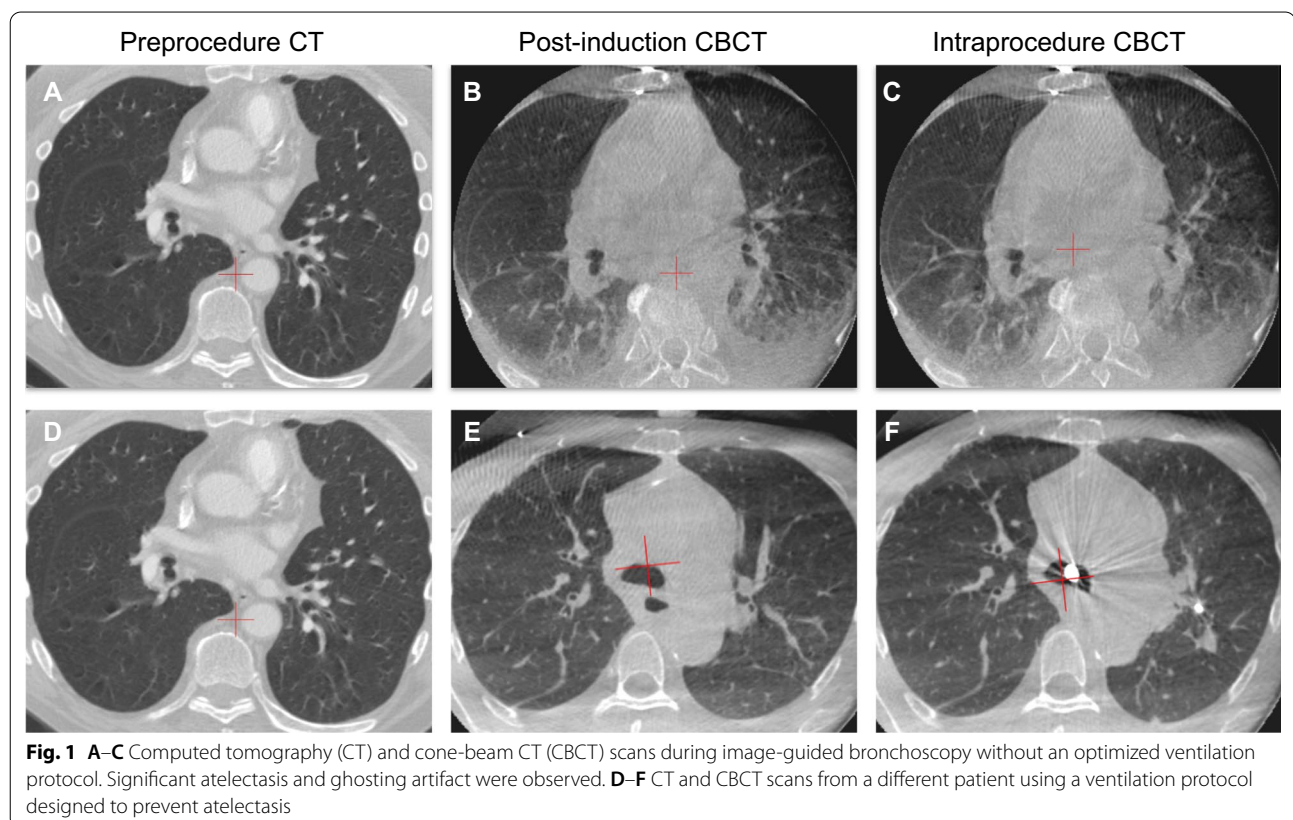 Preprocedure CT
Post-induction CBCT
Intraprocedure CBCT
A
B
C
D
E
F
Fig. 1 A–C Computed tomography (CT) and cone-beam CT (CBCT) scans during image-guided bronchoscopy without an optimized ventilation
protocol. Significant atelectasis and ghosting artifact were observed. D–F CT and CBCT scans from a different patient using a ventilation protocol
designed to prevent atelectasis